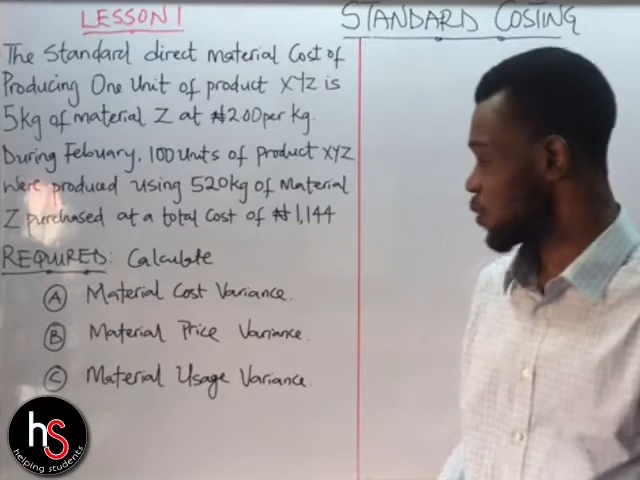 LESSON 1
STANDARD COSTING
The Standard direct material Cost of
Producing One Unit of product XYZ is
5kg of material Z at ₦200 per kg.
During Febuary, 100 units of product XYZ
Were produced using 520kg of Material
Z purchased at a total cost of ₦1,144
REQUIRED: Calculate
A Material Cost Variance.
B Material Price Variance.
C Material Usage Variance.
hs
helping students